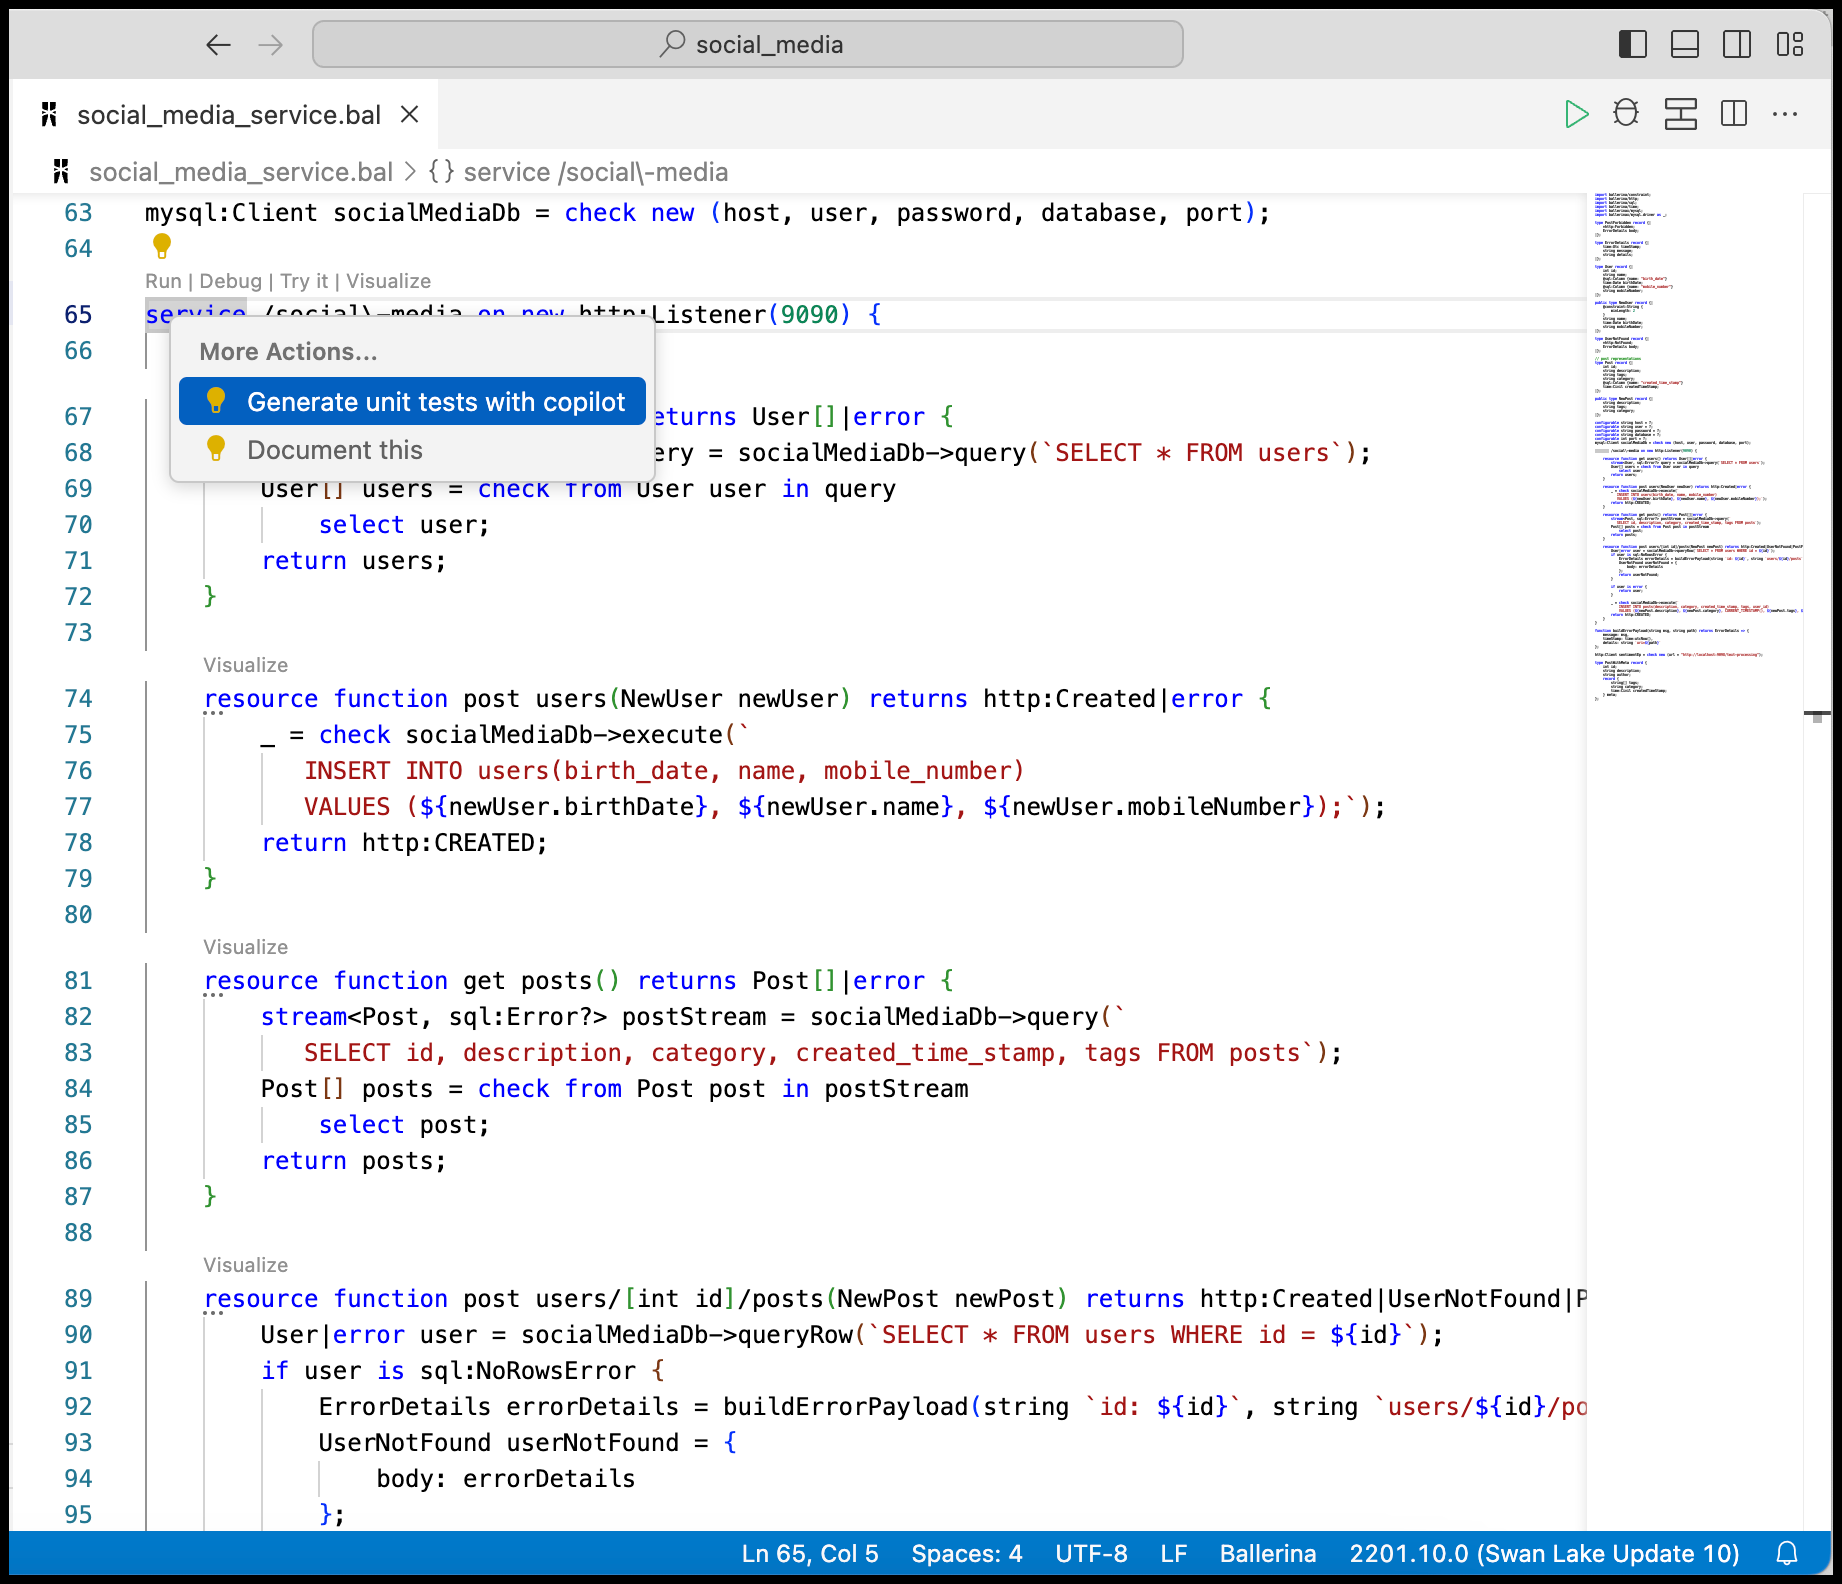 social_media
social_media_service.bal
social_media_service.bal > {} service /social\-media
63 mysql:Client socialMediaDb = check new (host, user, password, database, port);
64
Run | Debug | Try it | Visualize
65 service /social\-media on new http:Listener(9090) {
66
More Actions...
Generate unit tests with copilot
Document this
67 eturns User[]|error {
68 ery = socialMediaDb->query(`SELECT * FROM users`);
69 User[] users = check from User user in query
70 select user;
71 return users;
72 }
73
Visualize
74 resource function post users(NewUser newUser) returns http:Created|error {
75 _ = check socialMediaDb->execute(`
76 INSERT INTO users(birth_date, name, mobile_number)
77 VALUES (${newUser.birthDate}, ${newUser.name}, ${newUser.mobileNumber});`);
78 return http:CREATED;
79 }
80
Visualize
81 resource function get posts() returns Post[]|error {
82 stream<Post, sql:Error?> postStream = socialMediaDb->query(`
83 SELECT id, description, category, created_time_stamp, tags FROM posts`);
84 Post[] posts = check from Post post in postStream
85 select post;
86 return posts;
87 }
88
Visualize
89 resource function post users/[int id]/posts(NewPost newPost) returns http:Created|UserNotFound|P
90 User|error user = socialMediaDb->queryRow(`SELECT * FROM users WHERE id = ${id}`);
91 if user is sql:NoRowsError {
92 ErrorDetails errorDetails = buildErrorPayload(string `id: ${id}`, string `users/${id}/po
93 UserNotFound userNotFound = {
94 body: errorDetails
95 };
Ln 65, Col 5 Spaces: 4 UTF-8 LF Ballerina 2201.10.0 (Swan Lake Update 10)